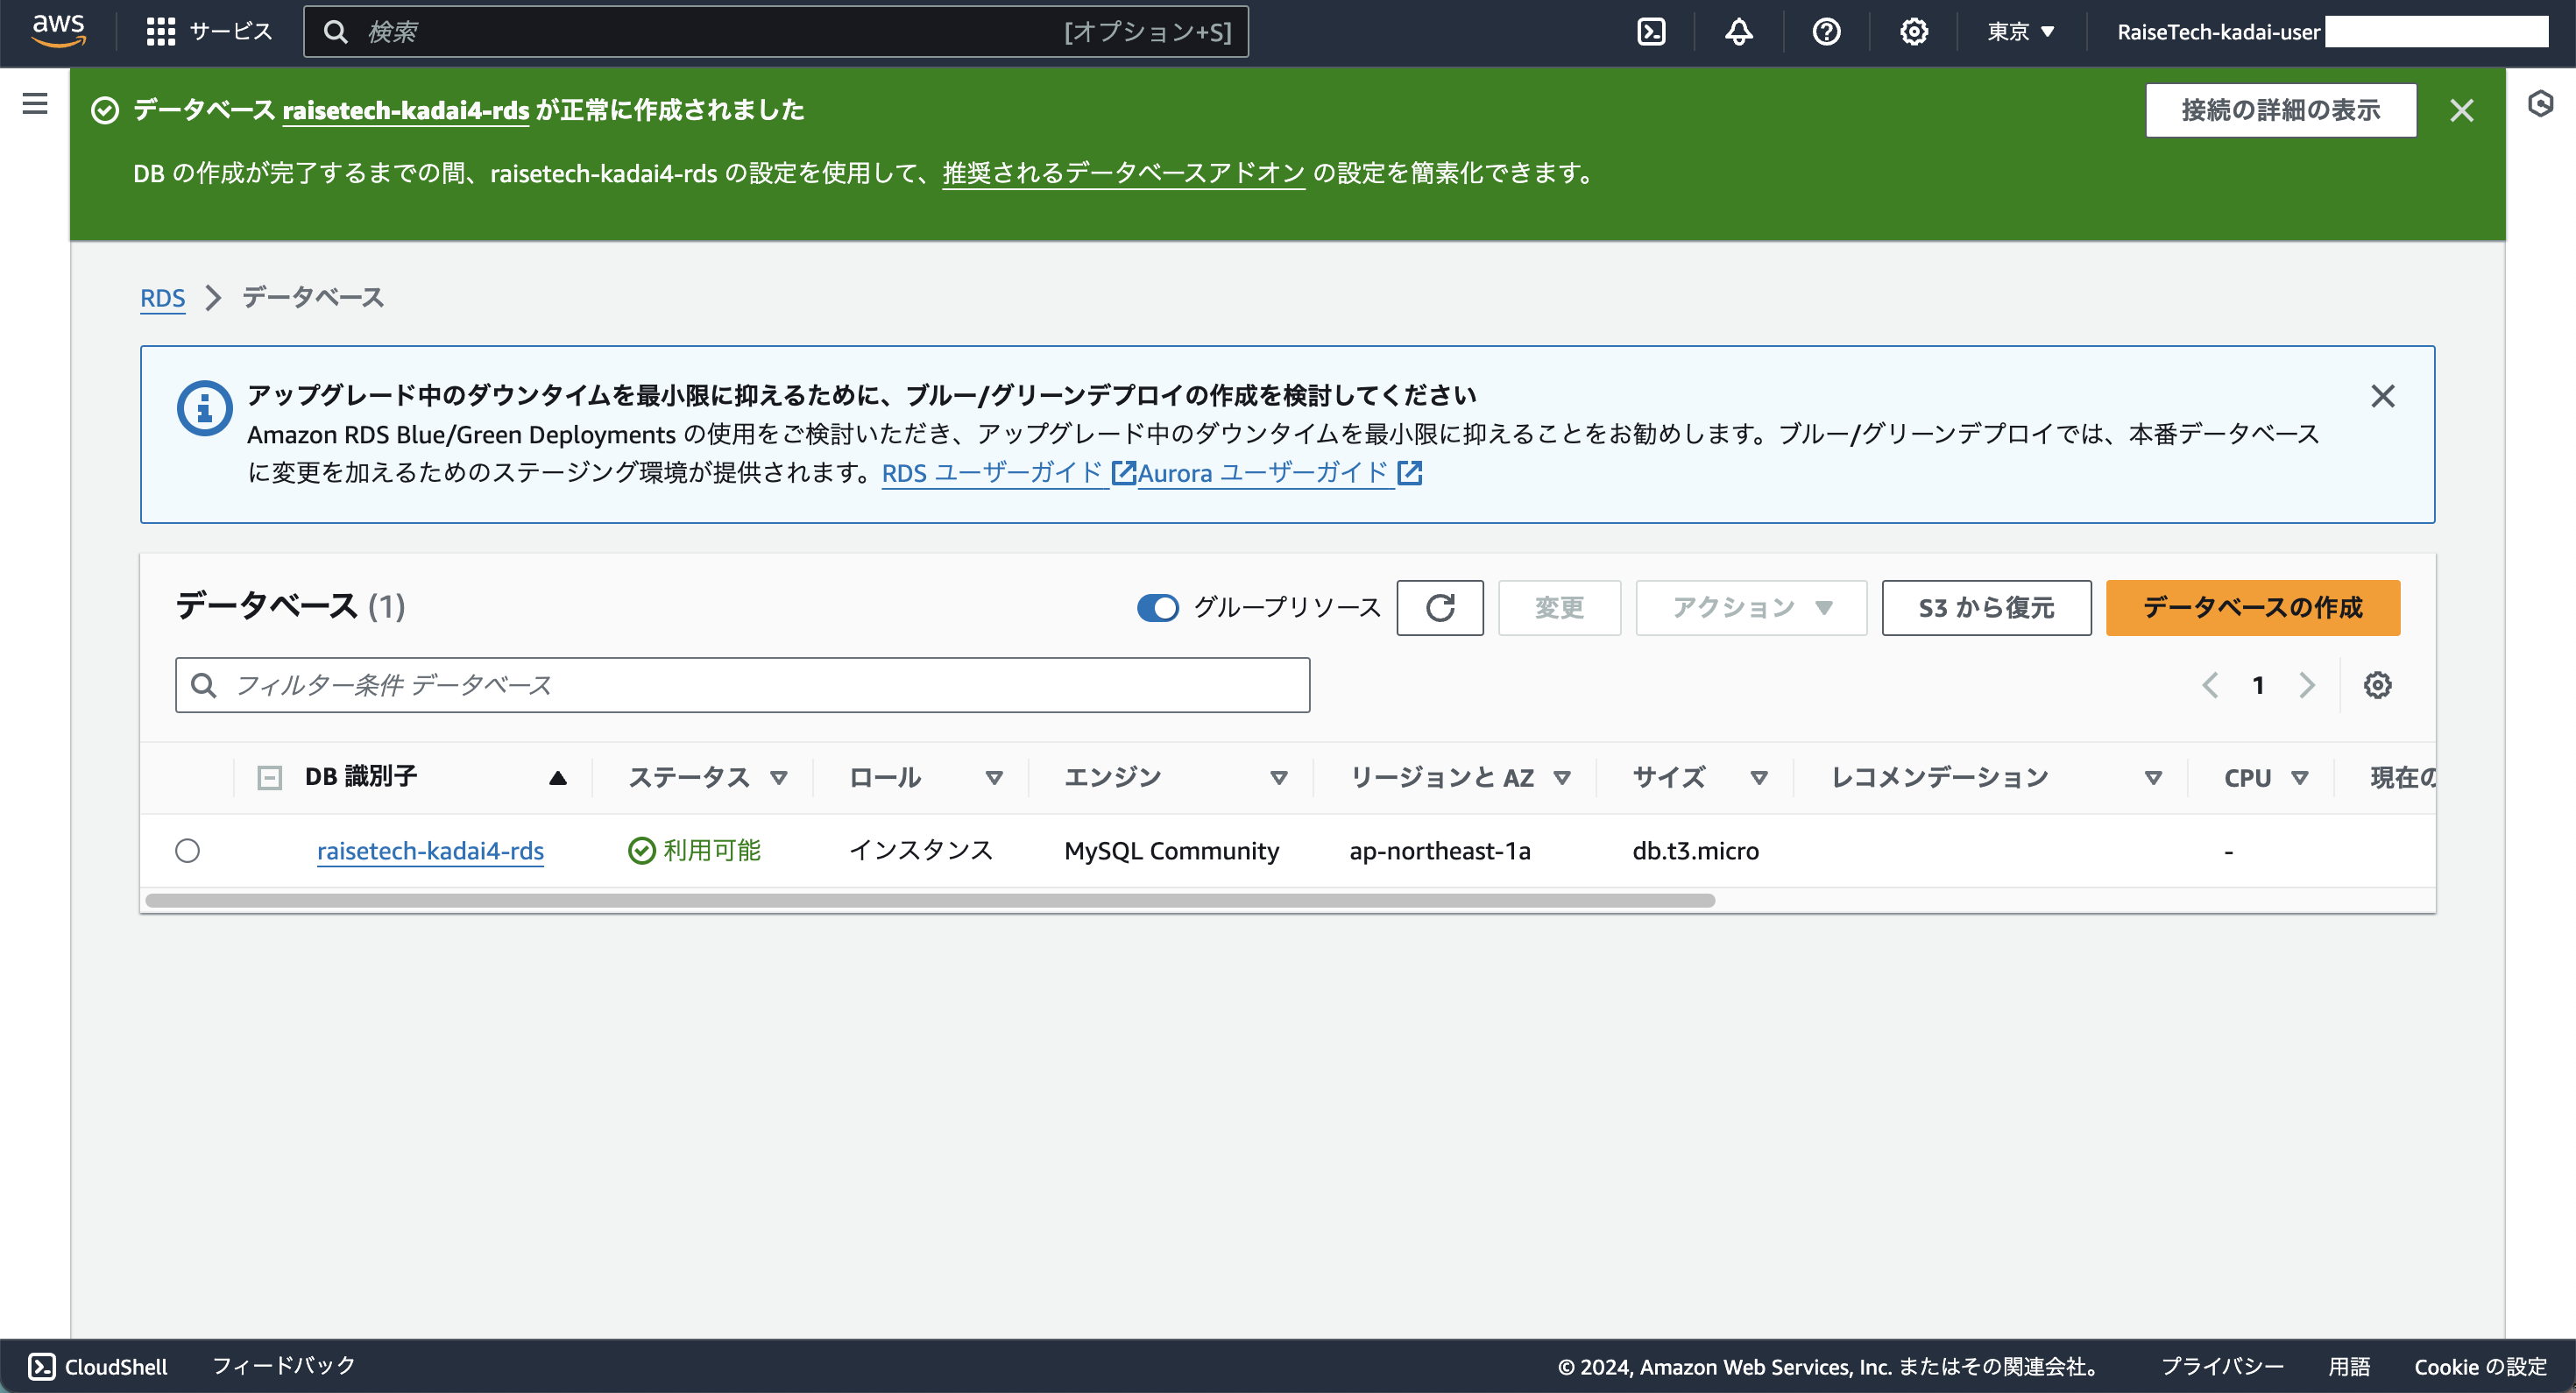 aws サービス 検索 [オプション+S] 東京 ▼ RaiseTech-kadai-user
データベース raisetech-kadai4-rds が正常に作成されました 接続の詳細の表示
DB の作成が完了するまでの間、raisetech-kadai4-rds の設定を使用して、推奨されるデータベースアドオン の設定を簡素化できます。
RDS > データベース
アップグレード中のダウンタイムを最小限に抑えるために、ブルー/グリーンデプロイの作成を検討してください
Amazon RDS Blue/Green Deployments の使用をご検討いただき、アップグレード中のダウンタイムを最小限に抑えることをお勧めします。ブルー/グリーンデプロイでは、本番データベース
に変更を加えるためのステージング環境が提供されます。RDS ユーザーガイド Aurora ユーザーガイド
データベース (1) グループリソース 変更 アクション ▼ S3 から復元 データベースの作成
フィルター条件 データベース 1
DB 識別子 ステータス ロール エンジン リージョンと AZ サイズ レコメンデーション CPU 現在の
raisetech-kadai4-rds 利用可能 インスタンス MySQL Community ap-northeast-1a db.t3.micro -
CloudShell フィードバック © 2024, Amazon Web Services, Inc. またはその関連会社。 プライバシー 用語 Cookie の設定